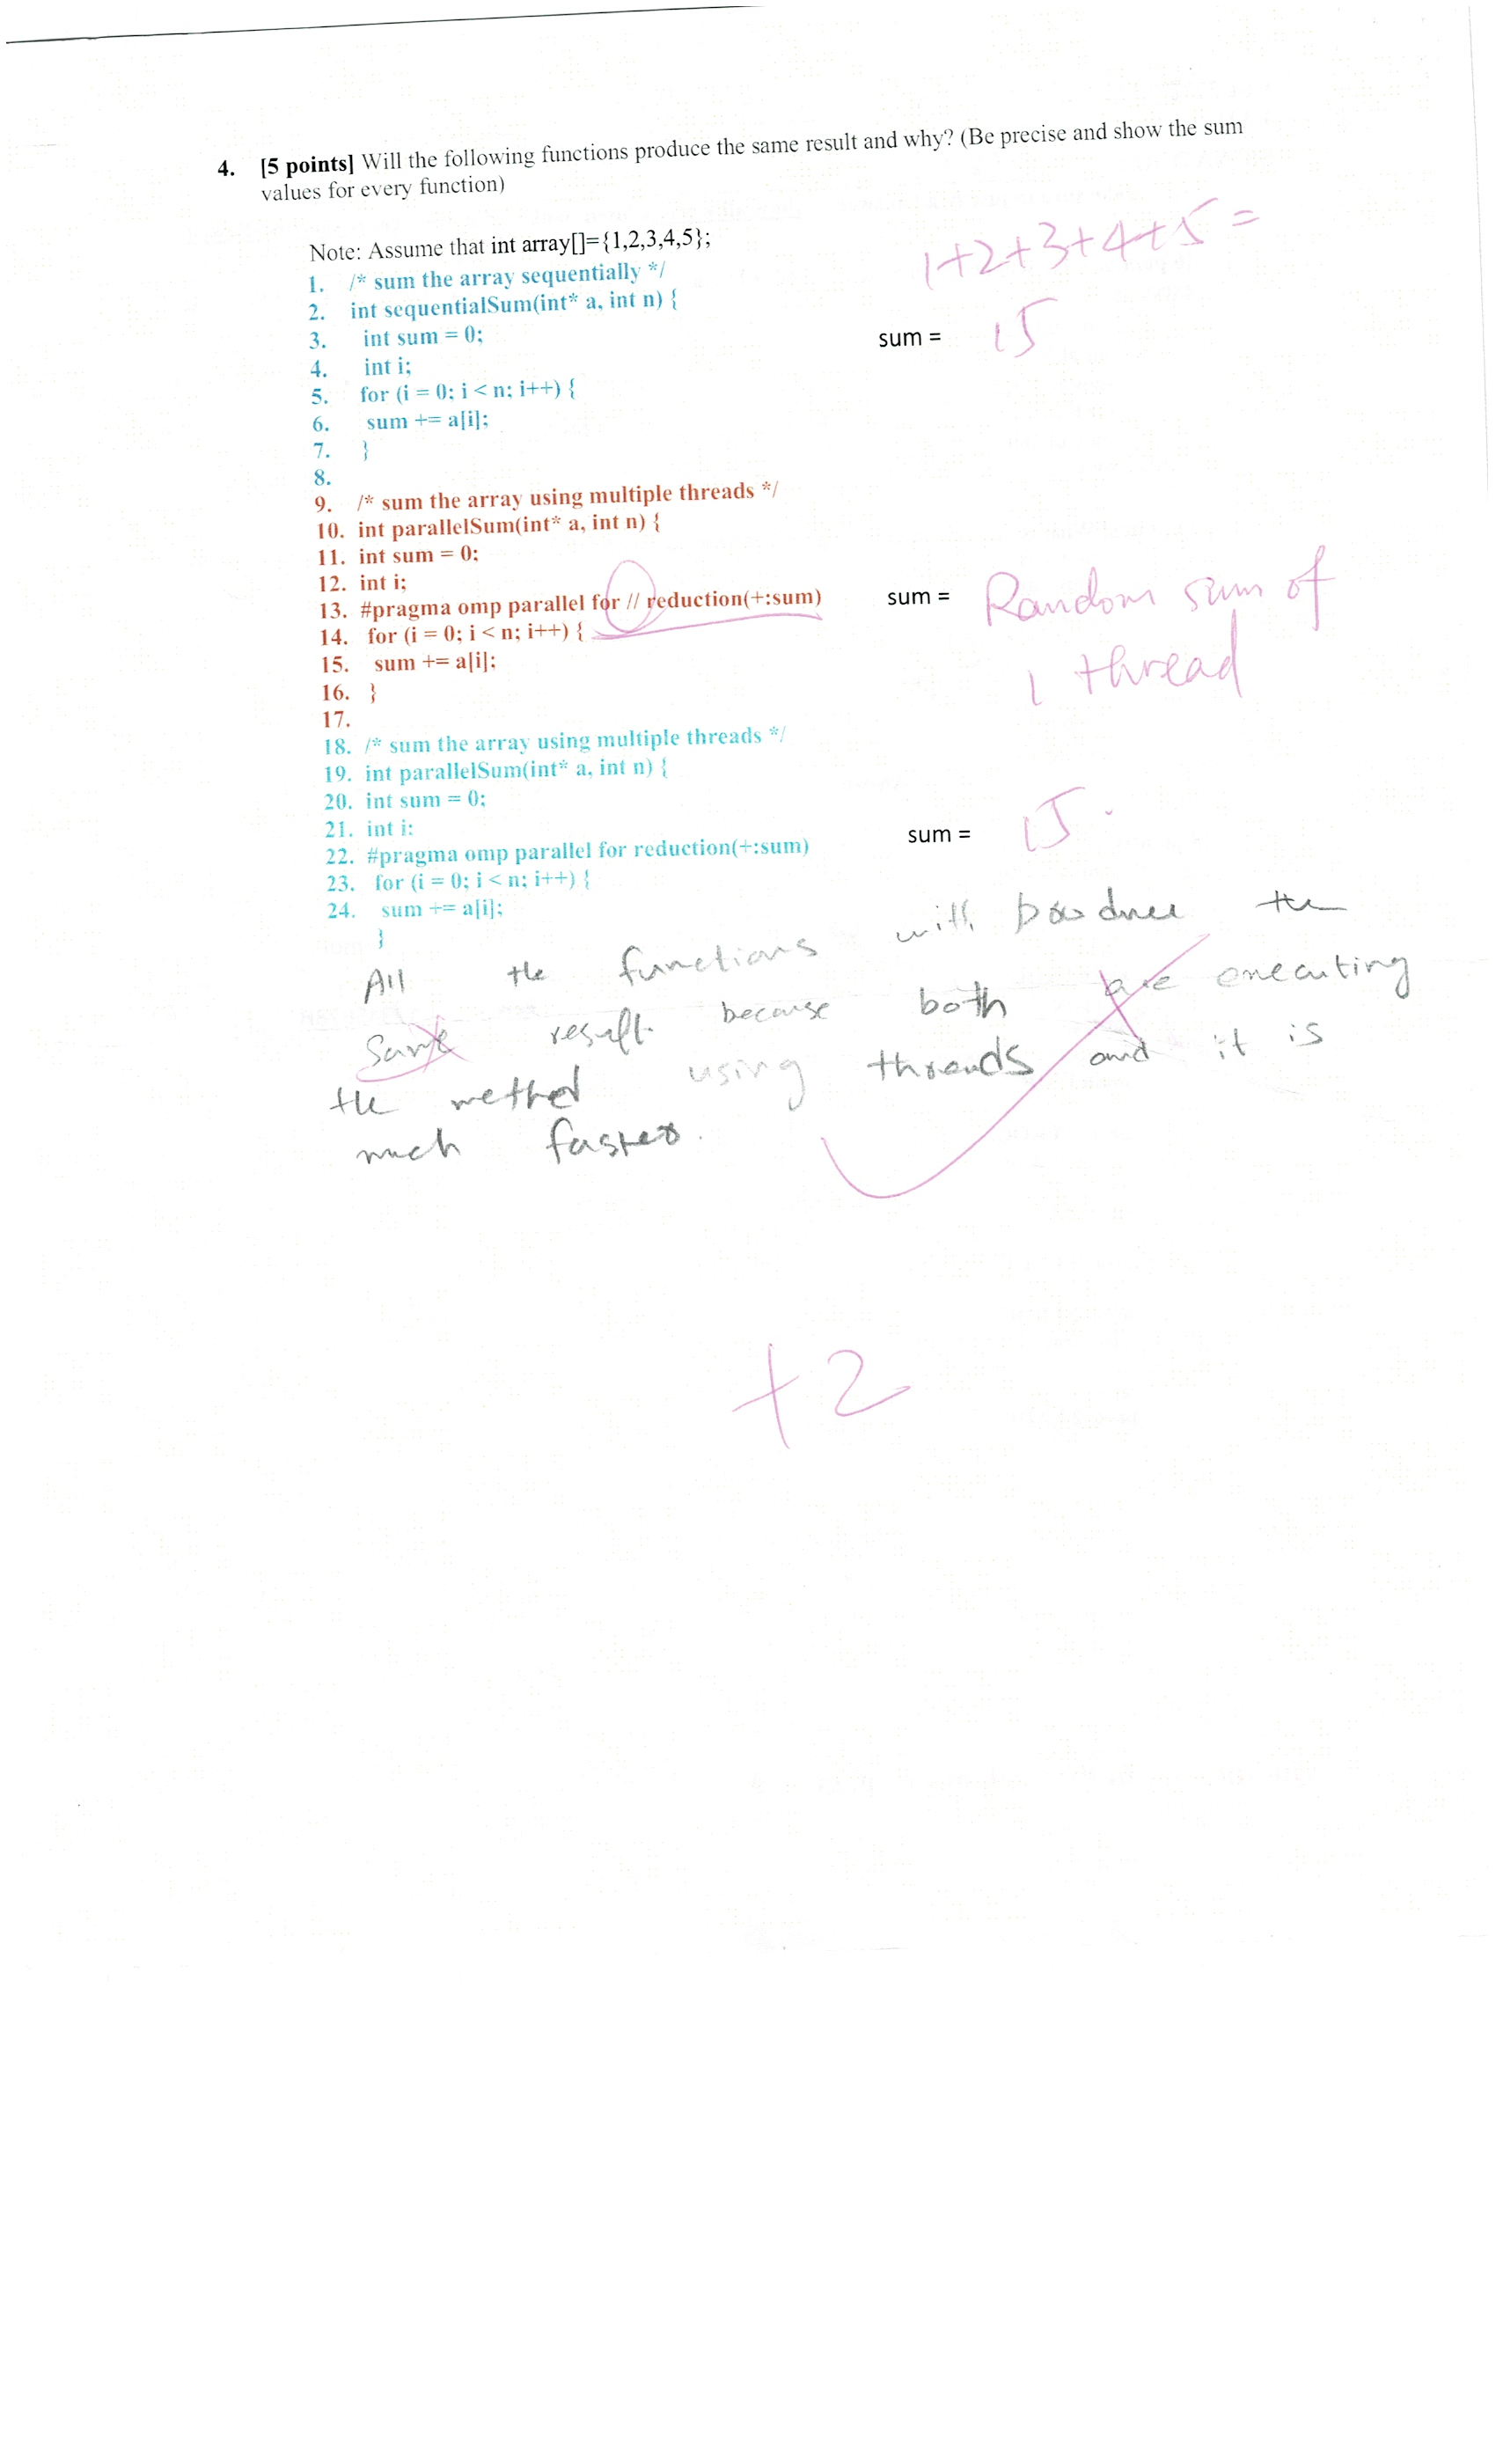 4. [5 points] Will the following functions produce the same result and why? (Be precise and show the sum
values for every function)
Note: Assume that int array[]={1,2,3,4,5};
1+2+3+4+5=
1. /* sum the array sequentially */
2. int sequentialSum(int* a, int n) {
3. int sum = 0;
sum = 15
4. int i;
5. for (i = 0; i < n; i++) {
6. sum += a[i];
7. }
8.
9. /* sum the array using multiple threads */
10. int parallelSum(int* a, int n) {
11. int sum = 0;
12. int i;
13. #pragma omp parallel for // reduction(+:sum)
sum = Random sum of
1 thread
14. for (i = 0; i < n; i++) {
15. sum += a[i];
16. }
17.
18. /* sum the array using multiple threads */
19. int parallelSum(int* a, int n) {
20. int sum = 0;
21. int i;
sum = 15.
22. #pragma omp parallel for reduction(+:sum)
23. for (i = 0; i < n; i++) {
24. sum += a[i];
}
All the functions will produce the
same result because both are executing
the method using threads and it is
much faster.
+2